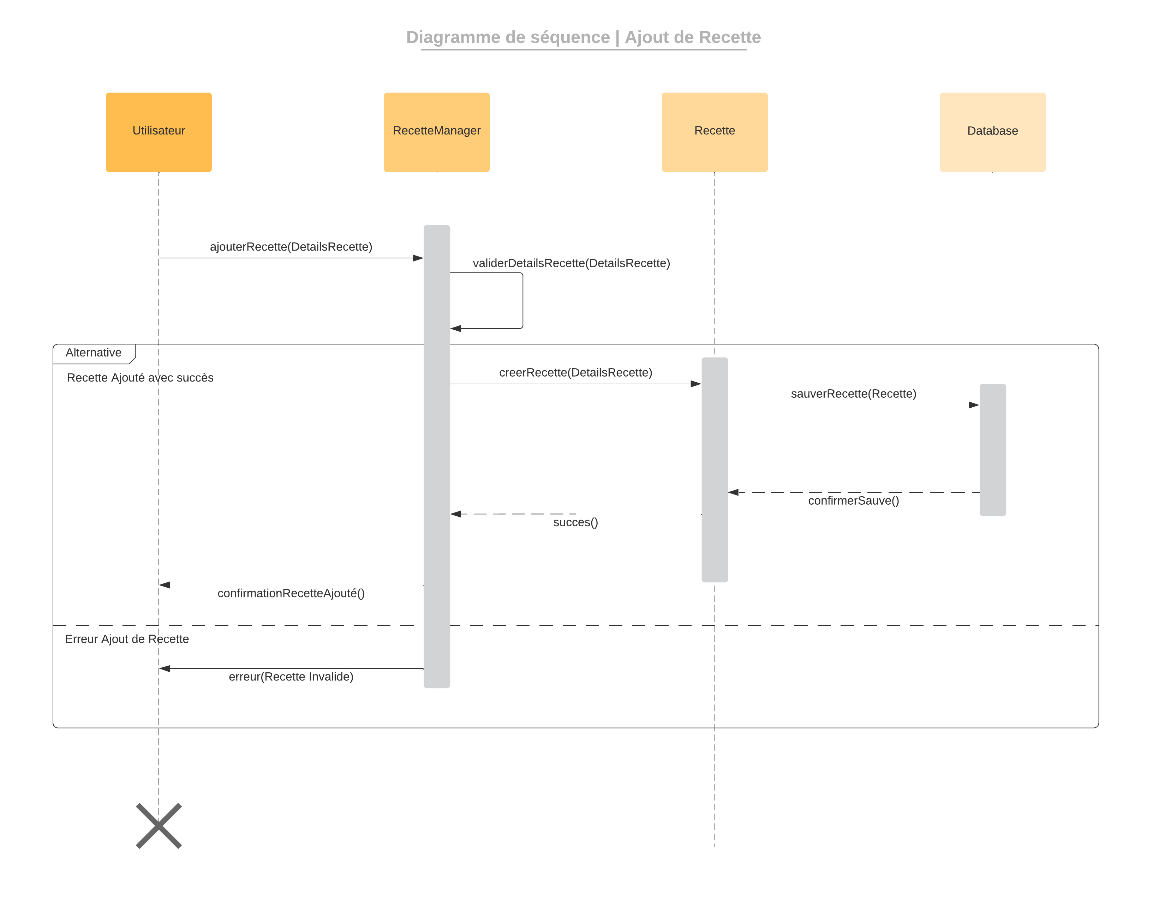 Diagramme de séquence | Ajout de Recette
Utilisateur
RecetteManager
Recette
Database
ajouterRecette(DetailsRecette)
validerDetailsRecette(DetailsRecette)
Alternative
Recette Ajouté avec succès
creerRecette(DetailsRecette)
sauverRecette(Recette)
confirmerSauve()
succes()
confirmationRecetteAjouté()
Erreur Ajout de Recette
erreur(Recette Invalide)